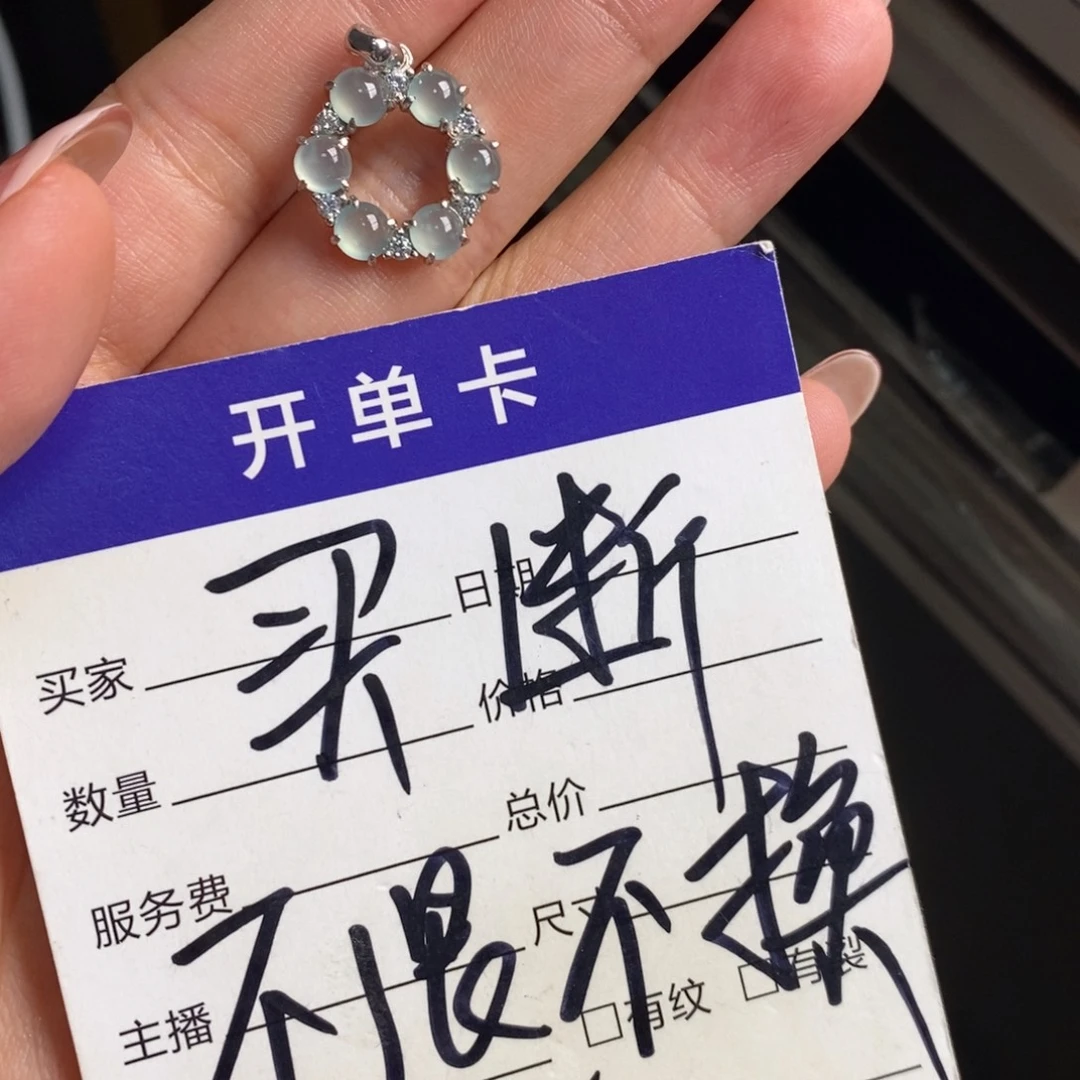 开单卡
买家 日期
买断
价格
数量
总价
服务费
尺寸
不退不换
主播 □有纹 □有裂